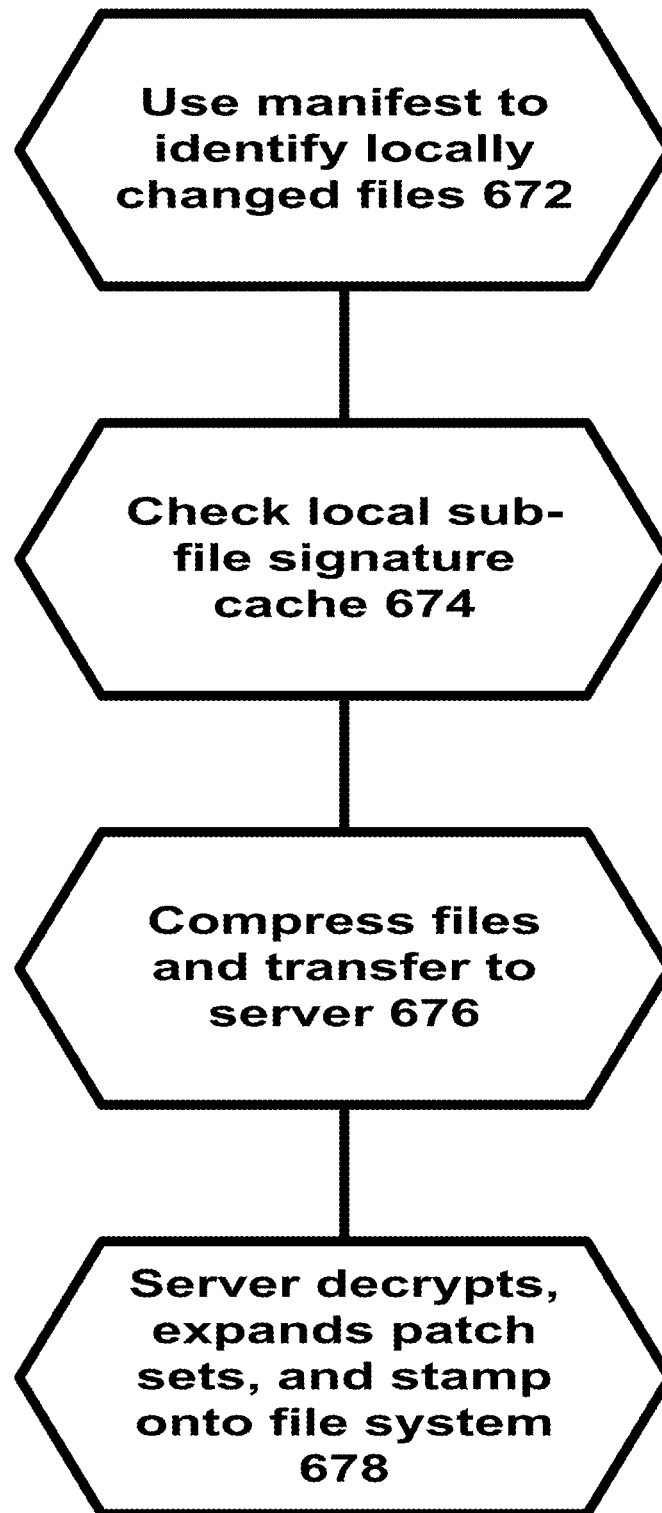 Use manifest to
identify locally
changed files 672
Check local sub-
file signature
cache 674
Compress files
and transfer to
server 676
Server decrypts,
expands patch
sets, and stamp
onto file system
678